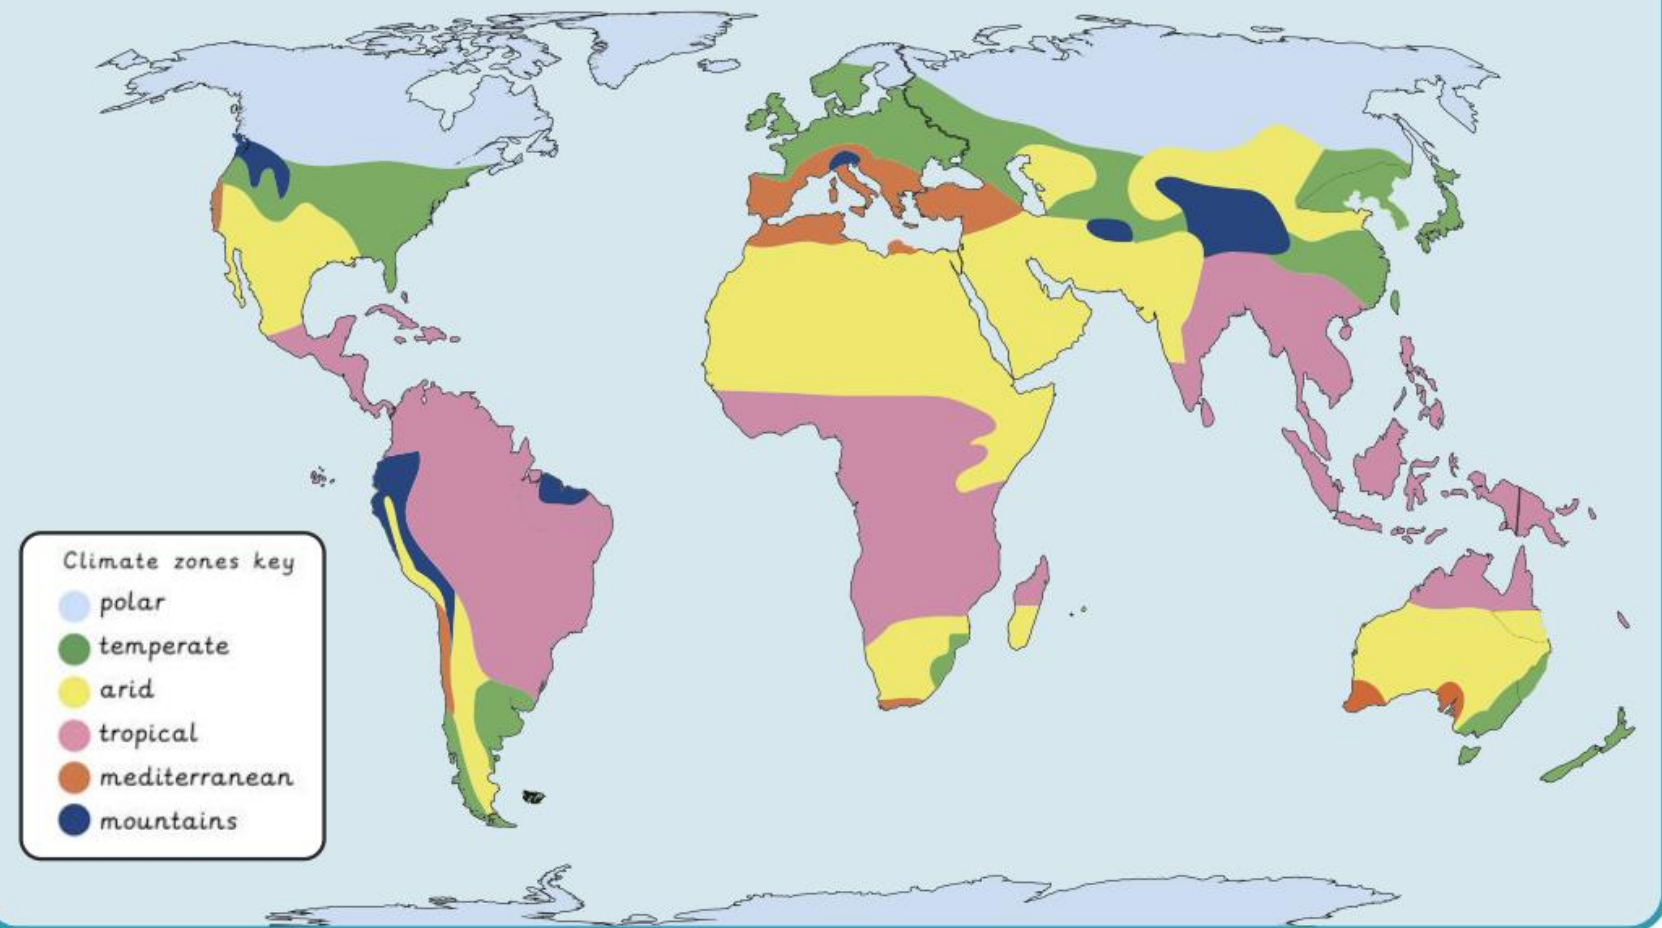 Climate zones key
polar
temperate
arid
tropical
mediterranean
mountains